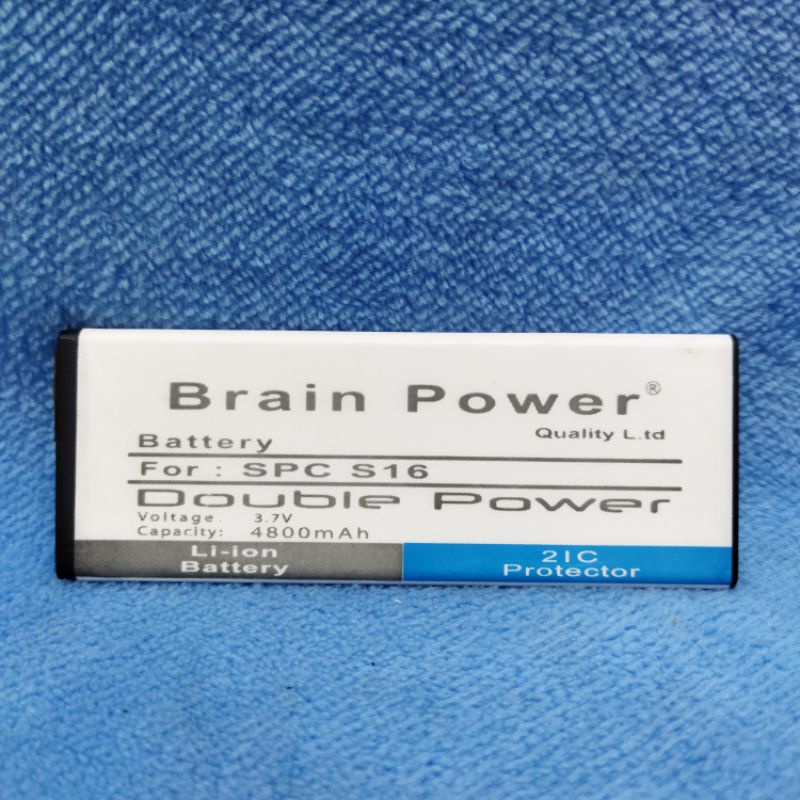 Brain Power®
Quality L.td
Battery
For : SPC S16
Double Power
Voltage. 3.7V
Capacity: 4800mAh
Li-ion Battery
2IC Protector